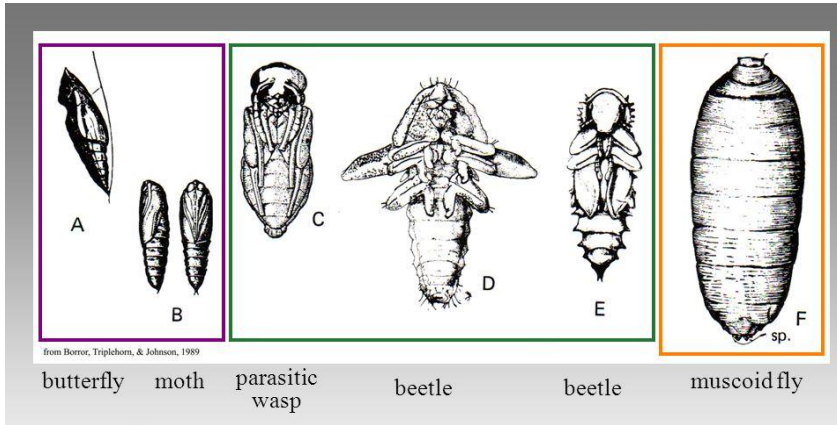 A
B
C
D
E
F
sp.
from Borror, Triplehorn, & Johnson, 1989
butterfly
moth
parasitic
wasp
beetle
beetle
muscoid fly